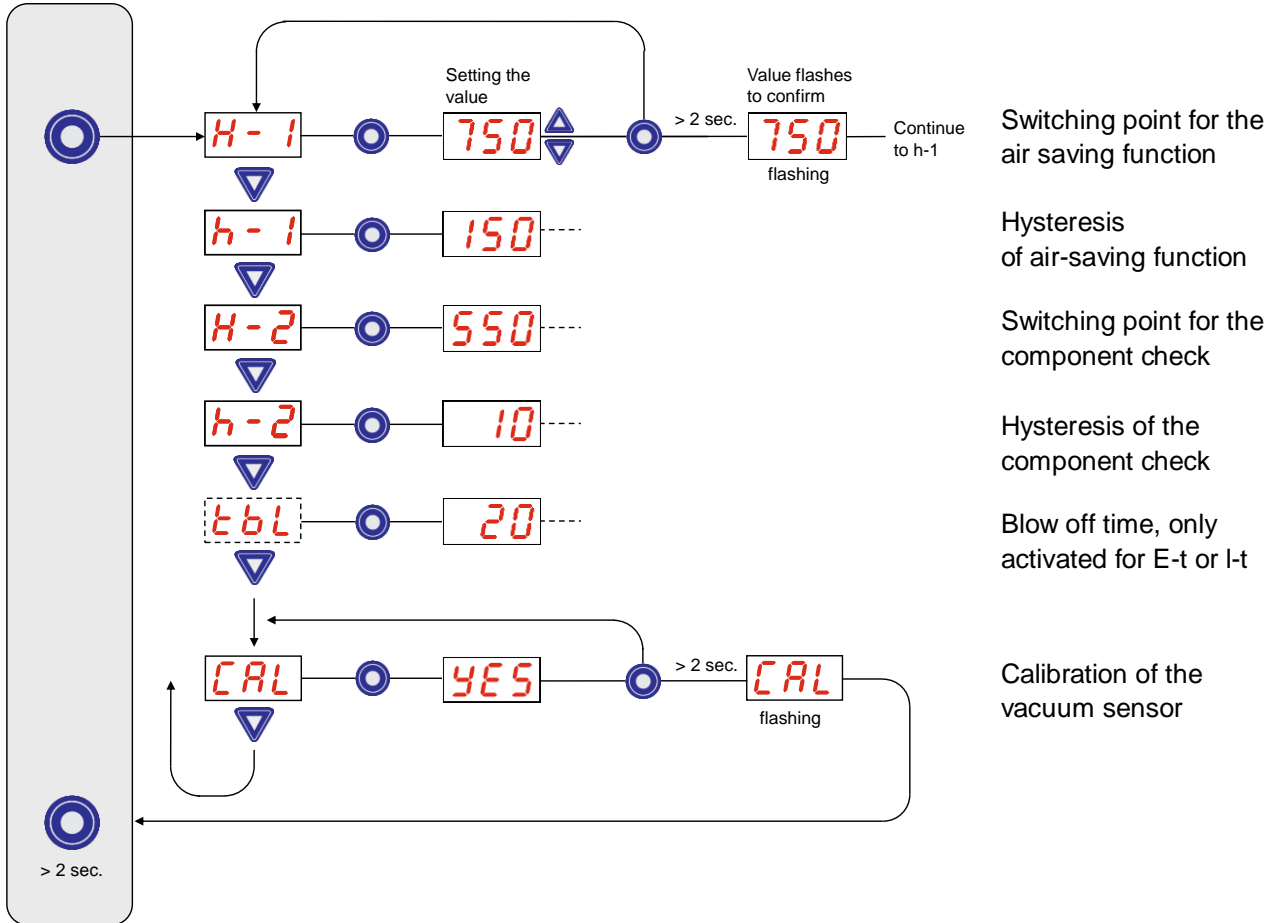 Setting the
value
Value flashes
to confirm
H-1
750
> 2 sec.
750
flashing
Continue
to h-1
Switching point for the
air saving function
h-1
150
Hysteresis
of air-saving function
H-2
550
Switching point for the
component check
h-2
10
Hysteresis of the
component check
tbL
20
Blow off time, only
activated for E-t or I-t
CAL
YES
> 2 sec.
CAL
flashing
Calibration of the
vacuum sensor
> 2 sec.